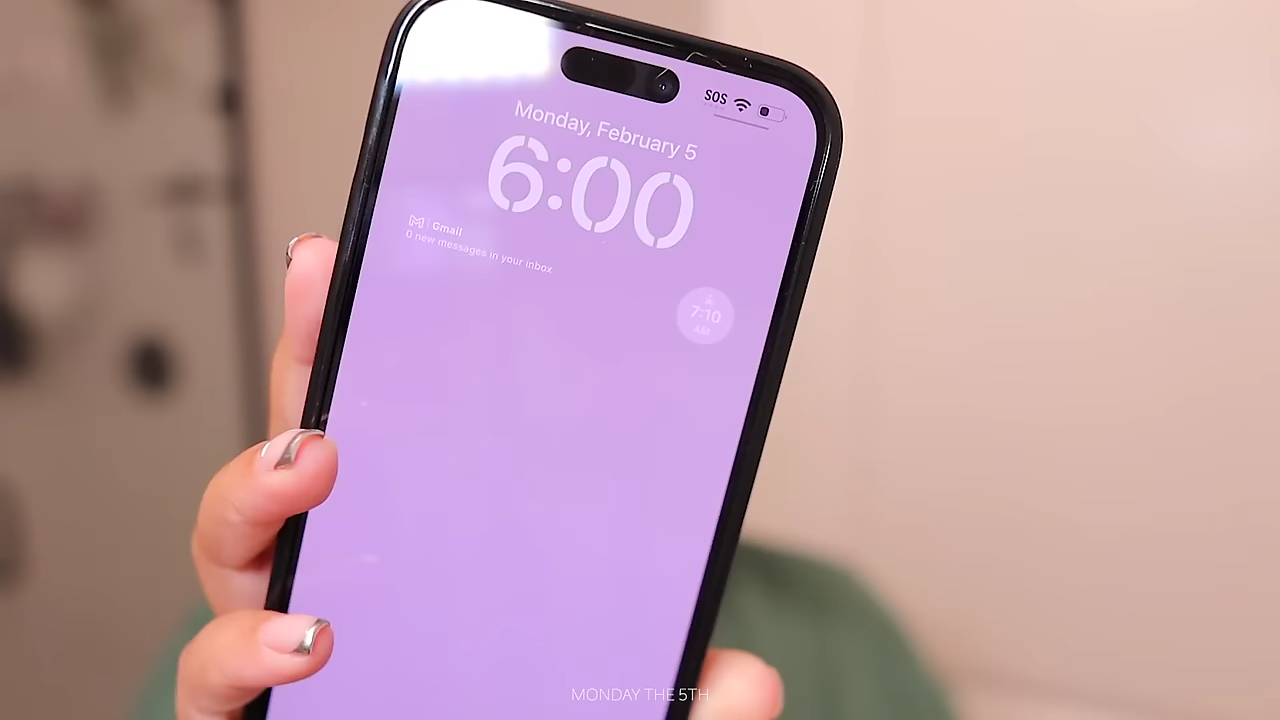 SOS
Monday, February 5
6:00
Gmail
0 new messages in your inbox
7:10
AM
MONDAY THE 5TH